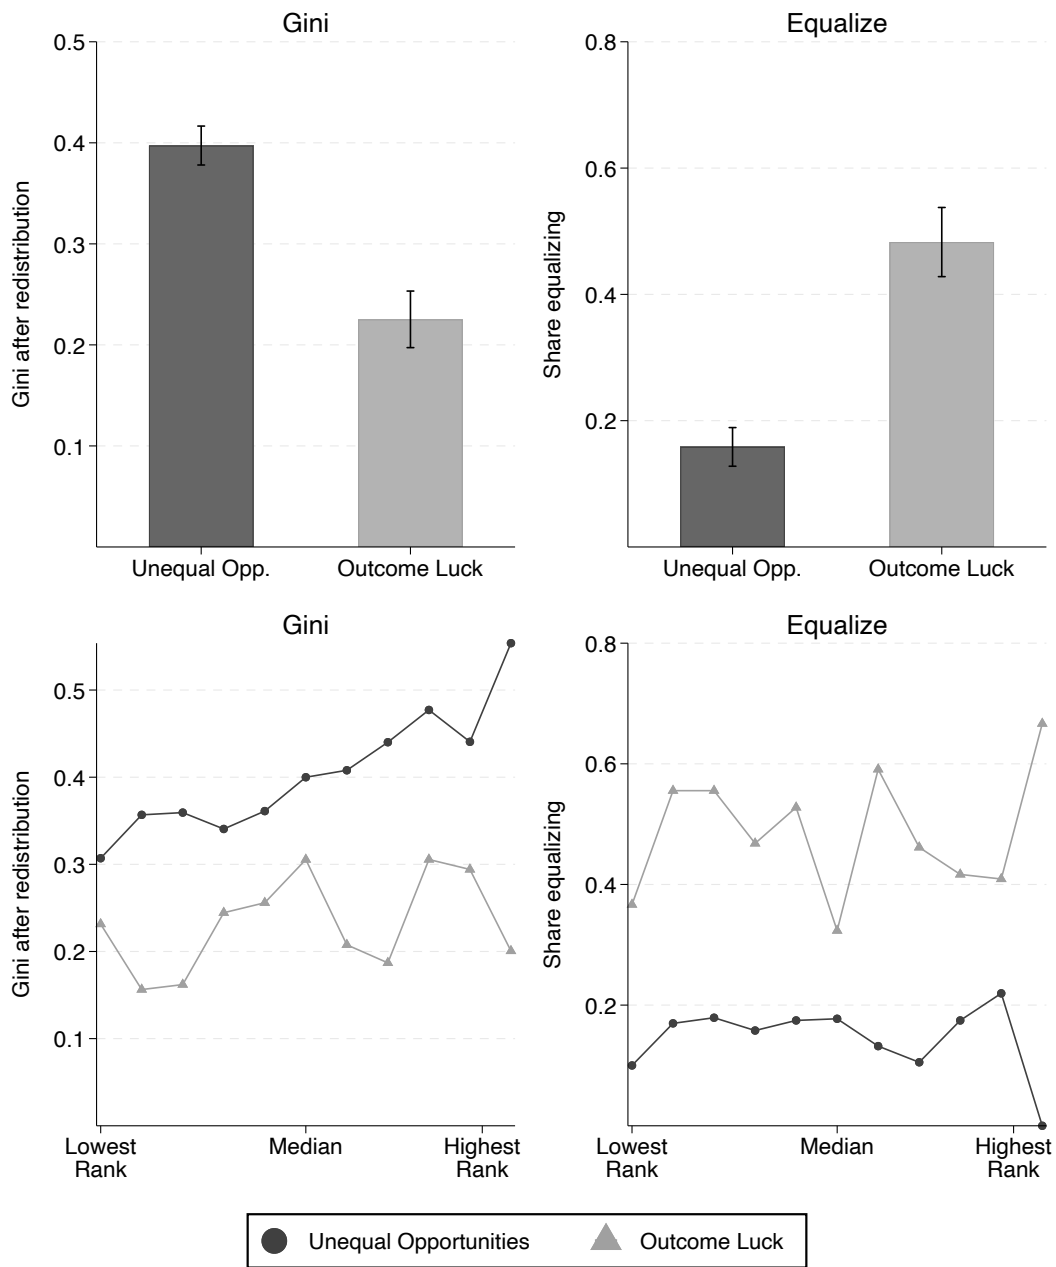 Gini
Gini after redistribution
0.5
0.4
0.3
0.2
0.1
Unequal Opp.
Outcome Luck
Equalize
Share equalizing
0.8
0.6
0.4
0.2
Unequal Opp.
Outcome Luck
Gini
Gini after redistribution
0.5
0.4
0.3
0.2
0.1
Lowest
Rank
Median
Highest
Rank
Equalize
Share equalizing
0.8
0.6
0.4
0.2
Lowest
Rank
Median
Highest
Rank
Unequal Opportunities
Outcome Luck